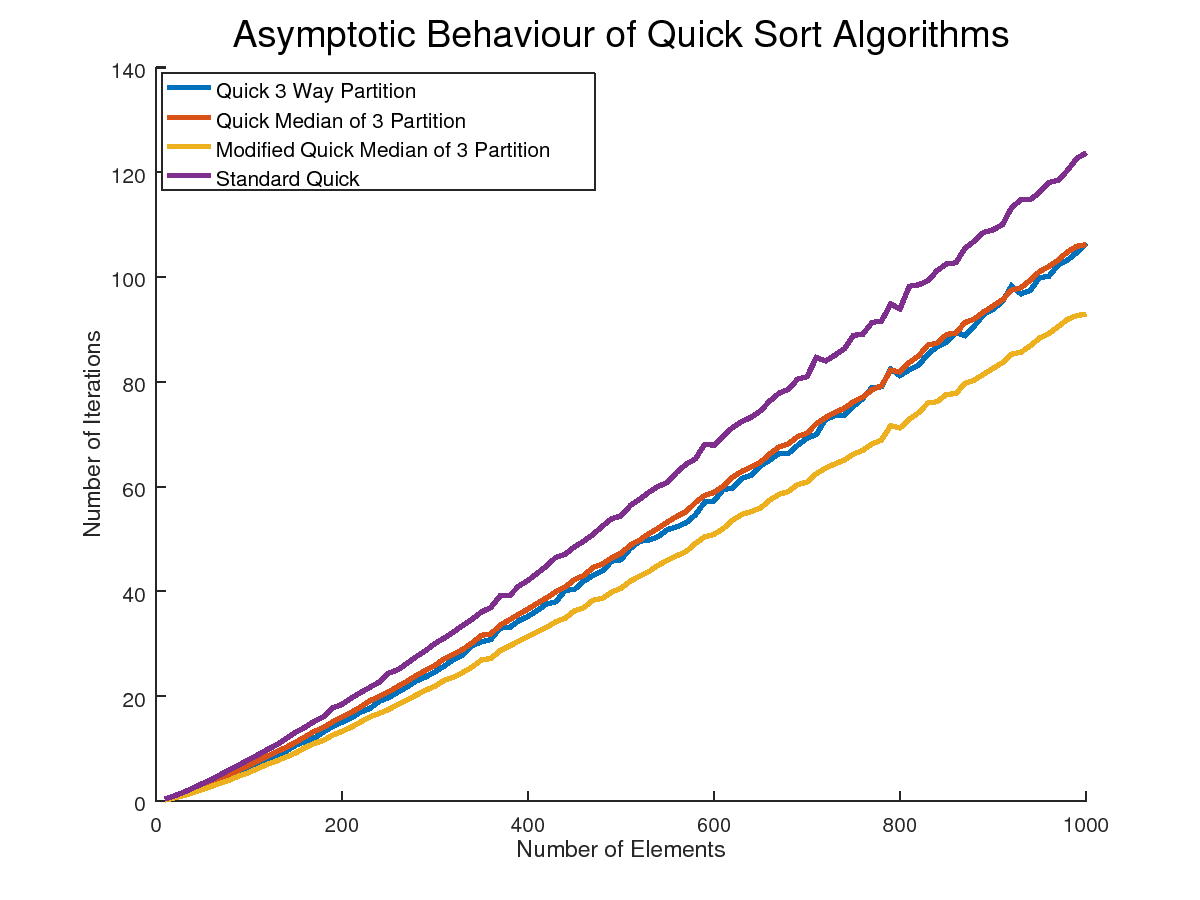 Asymptotic Behaviour of Quick Sort Algorithms
140
Quick 3 Way Partition
Quick Median of 3 Partition
Modified Quick Median of 3 Partition
Standard Quick
120
100
80
60
40
20
0
Number of Iterations
0 200 400 600 800 1000
Number of Elements